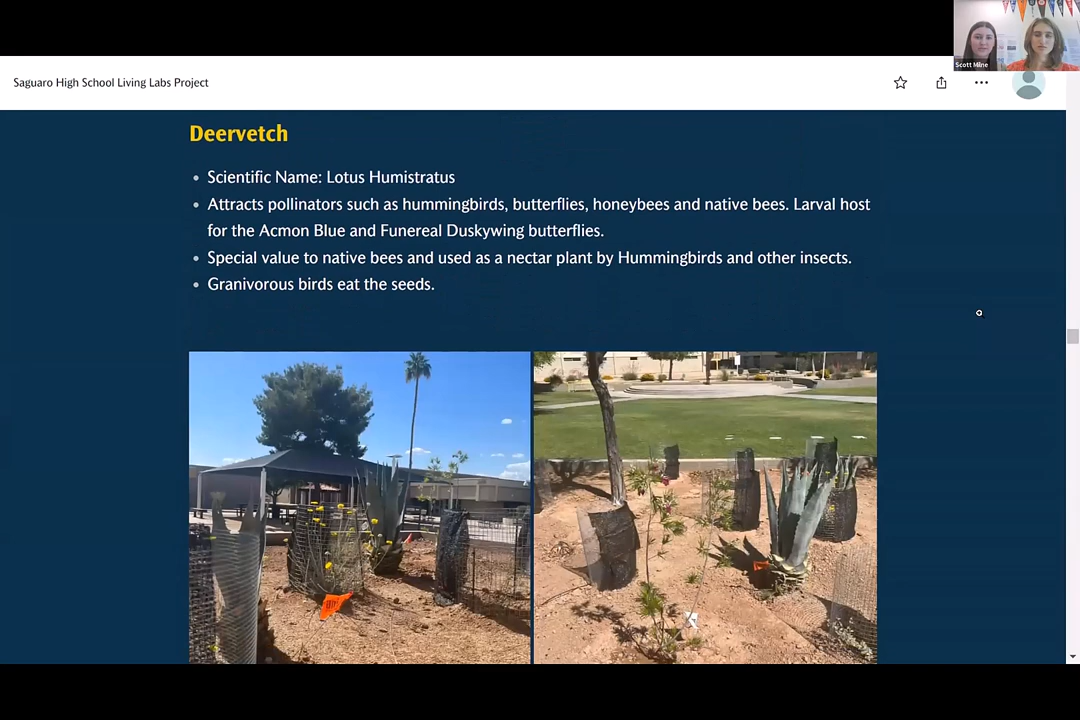 Scott Milne
Saguaro High School Living Labs Project
Deervetch
Scientific Name: Lotus Humistratus
Attracts pollinators such as hummingbirds, butterflies, honeybees and native bees. Larval host
for the Acmon Blue and Funereal Duskywing butterflies.
Special value to native bees and used as a nectar plant by Hummingbirds and other insects.
Granivorous birds eat the seeds.